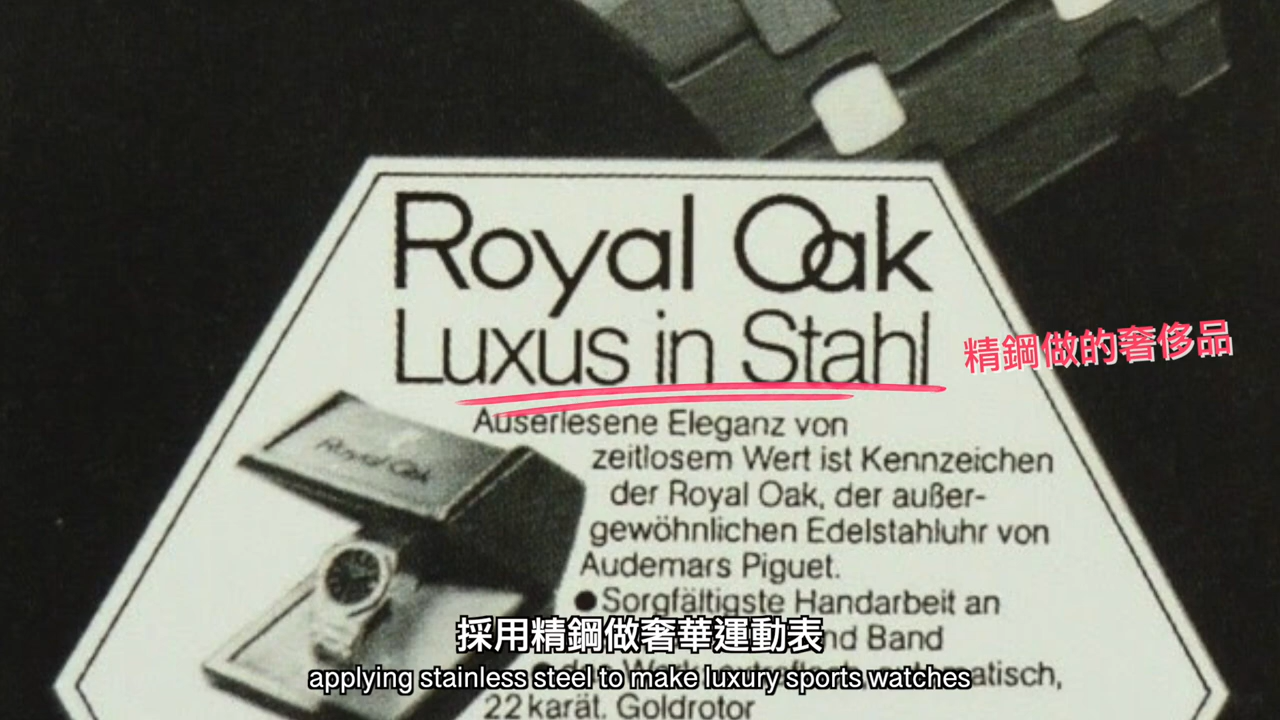 Royal Oak
Luxus in Stahl
精鋼做的奢侈品
Auserlesene Eleganz von
zeitlosem Wert ist Kennzeichen
der Royal Oak, der außer-
gewöhnlichen Edelstahluhr von
Audemars Piguet.
Royal Oak
●Sorgfältigste Handarbeit an
nd Band
採用精鋼做奢華運動表
applying stainless steel to make luxury sports watches
atisch,
22 karät. Goldrotor